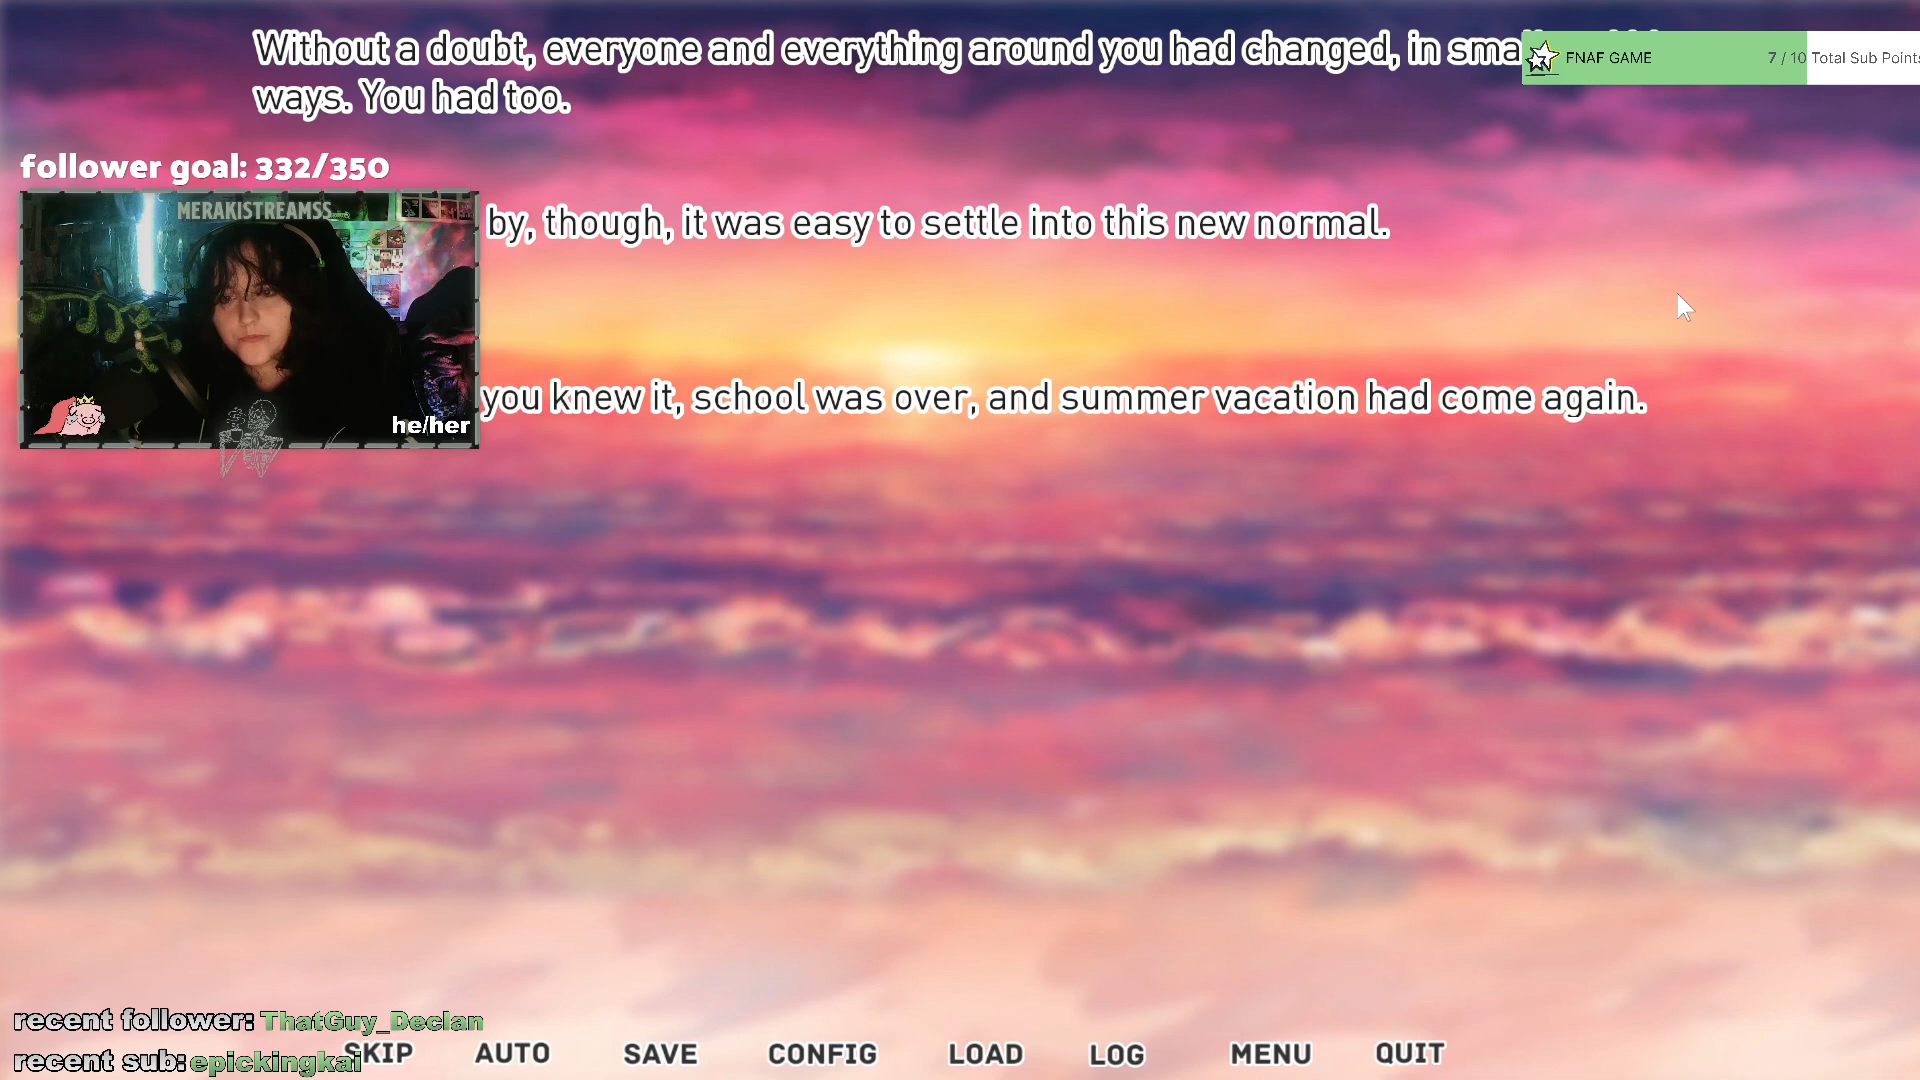 Without a doubt, everyone and everything around you had changed, in
ways. You had too.
FNAF GAME 7 / 10 Total Sub Points
follower goal: 332/350
MERAKISTREAMSS
by, though, it was easy to settle into this new normal.
you knew it, school was over, and summer vacation had come again.
he/her
recent follower: ThatGuy_Declan
recent sub: epickingkai
SKIP AUTO SAVE CONFIG LOAD LOG MENU QUIT